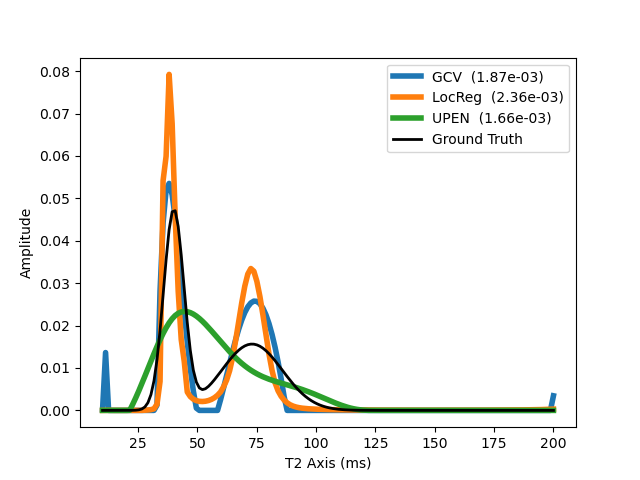 GCV (1.87e-03)
LocReg (2.36e-03)
UPEN (1.66e-03)
Ground Truth
0.08
0.07
0.06
0.05
0.04
0.03
0.02
0.01
0.00
Amplitude
25 50 75 100 125 150 175 200
T2 Axis (ms)